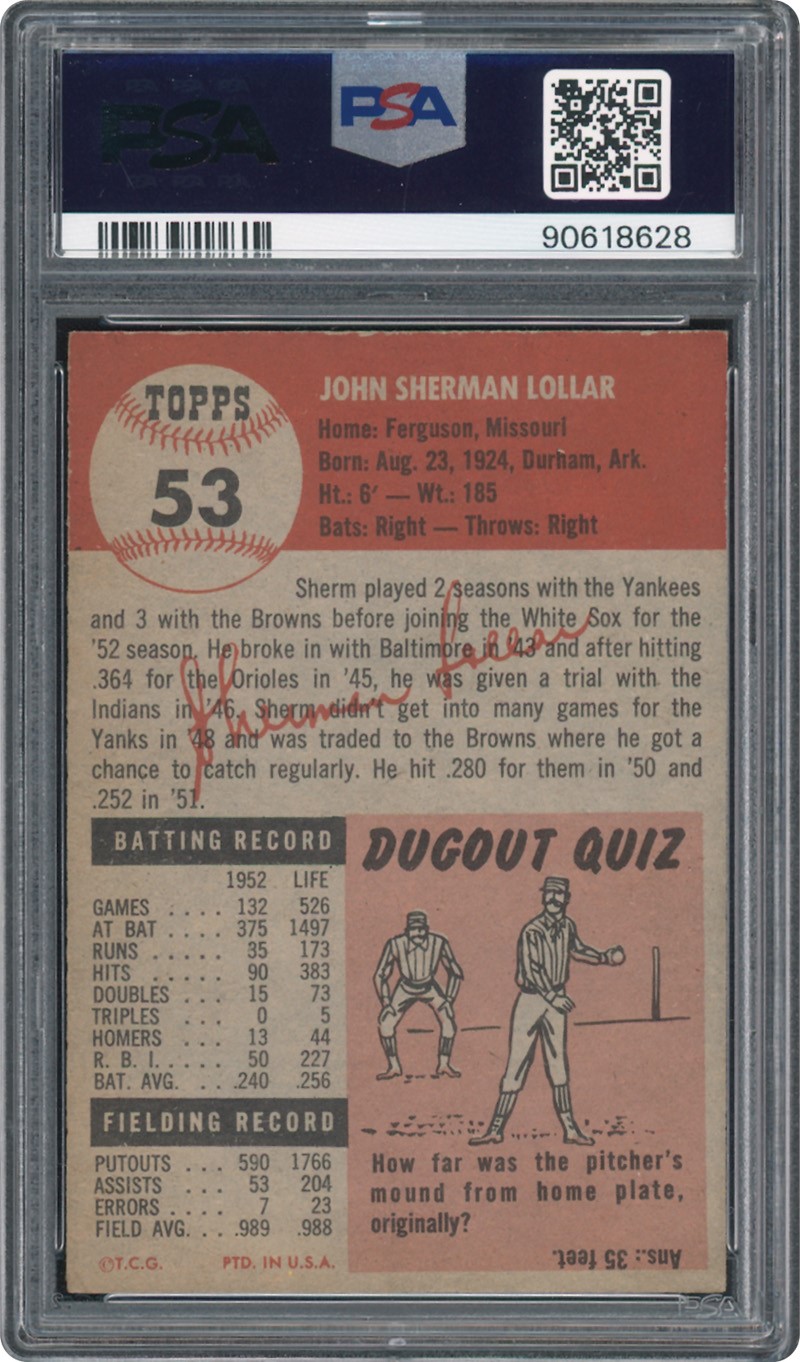 PSA
PSA
90618628
TOPPS
53
JOHN SHERMAN LOLLAR
Home: Ferguson, Missouri
Born: Aug. 23, 1924, Durham, Ark.
Ht.: 6′ — Wt.: 185
Bats: Right — Throws: Right
Sherm played 2 seasons with the Yankees
and 3 with the Browns before joining the White Sox for the
'52 season. He broke in with Baltimore in '43 and after hitting
.364 for the Orioles in '45, he was given a trial with the
Indians in '46. Sherm didn't get into many games for the
Yanks in '48 and was traded to the Browns where he got a
chance to catch regularly. He hit .280 for them in '50 and
.252 in '51.
Sherman Lollar
BATTING RECORD
1952 LIFE
GAMES .... 132 526
AT BAT .... 375 1497
RUNS ..... 35 173
HITS ..... 90 383
DOUBLES ... 15 73
TRIPLES ... 0 5
HOMERS ... 13 44
R. B. I. .... 50 227
BAT. AVG. ... .240 .256
FIELDING RECORD
PUTOUTS ... 590 1766
ASSISTS ... 53 204
ERRORS .... 7 23
FIELD AVG. ... .989 .988
©T.C.G. PTD. IN U.S.A.
DUGOUT QUIZ
How far was the pitcher's
mound from home plate,
originally?
Ans.: 35 feet.
PSA